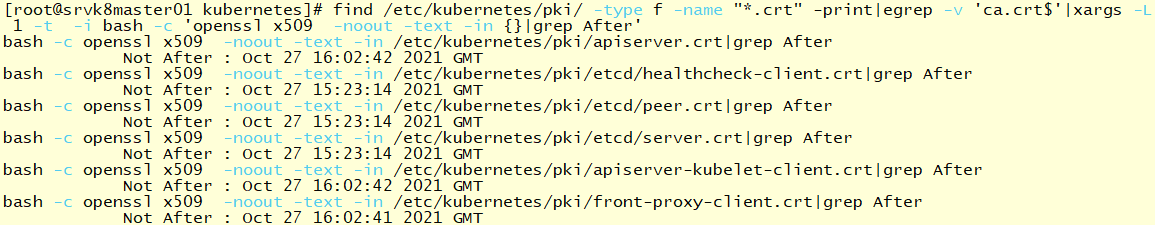 [root@srvk8master01 kubernetes]# find /etc/kubernetes/pki/ -type f -name "*.crt" -print|egrep -v 'ca.crt$'|xargs -L
 1 -t  -i bash -c 'openssl x509  -noout -text -in {}|grep After'
bash -c openssl x509  -noout -text -in /etc/kubernetes/pki/apiserver.crt|grep After
            Not After : Oct 27 16:02:42 2021 GMT
bash -c openssl x509  -noout -text -in /etc/kubernetes/pki/etcd/healthcheck-client.crt|grep After
            Not After : Oct 27 15:23:14 2021 GMT
bash -c openssl x509  -noout -text -in /etc/kubernetes/pki/etcd/peer.crt|grep After
            Not After : Oct 27 15:23:14 2021 GMT
bash -c openssl x509  -noout -text -in /etc/kubernetes/pki/etcd/server.crt|grep After
            Not After : Oct 27 15:23:14 2021 GMT
bash -c openssl x509  -noout -text -in /etc/kubernetes/pki/apiserver-kubelet-client.crt|grep After
            Not After : Oct 27 16:02:42 2021 GMT
bash -c openssl x509  -noout -text -in /etc/kubernetes/pki/front-proxy-client.crt|grep After
            Not After : Oct 27 16:02:41 2021 GMT